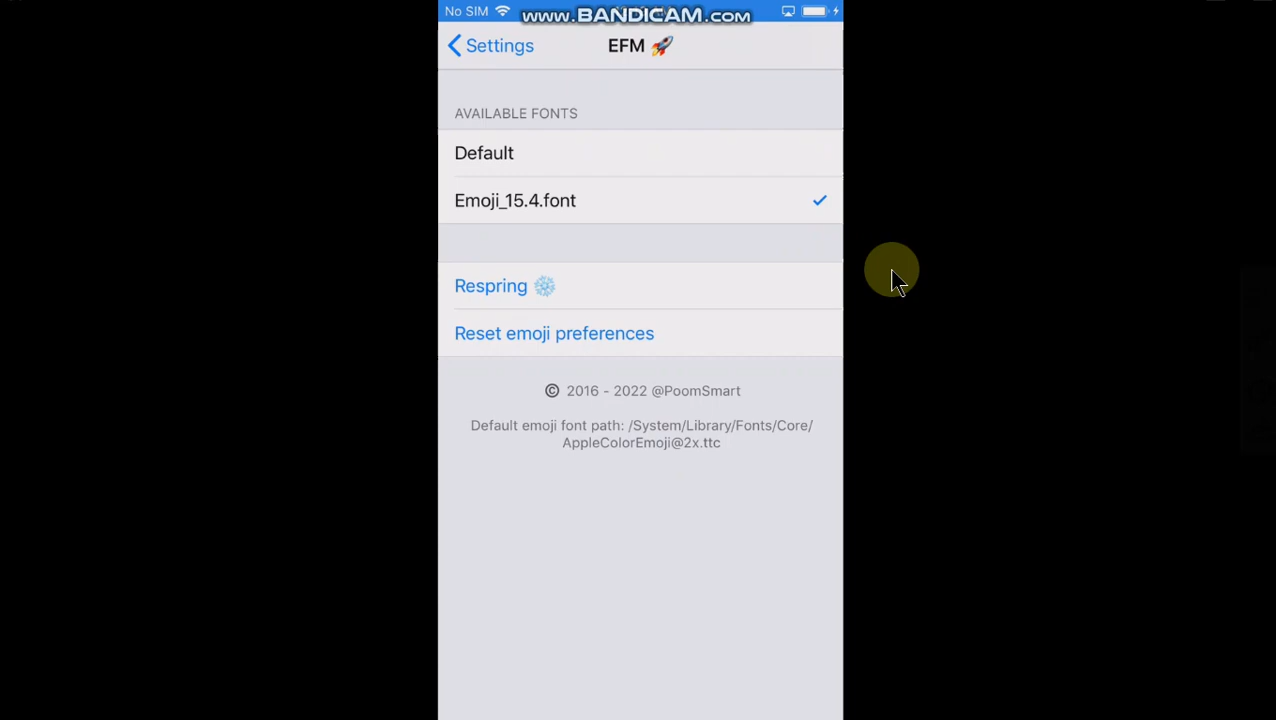 No SIM
www.BANDICAM.com
Settings
EFM 🚀
AVAILABLE FONTS
Default
Emoji_15.4.font
Respring ❄️
Reset emoji preferences
© 2016 - 2022 @PoomSmart
Default emoji font path: /System/Library/Fonts/Core/
AppleColorEmoji@2x.ttc